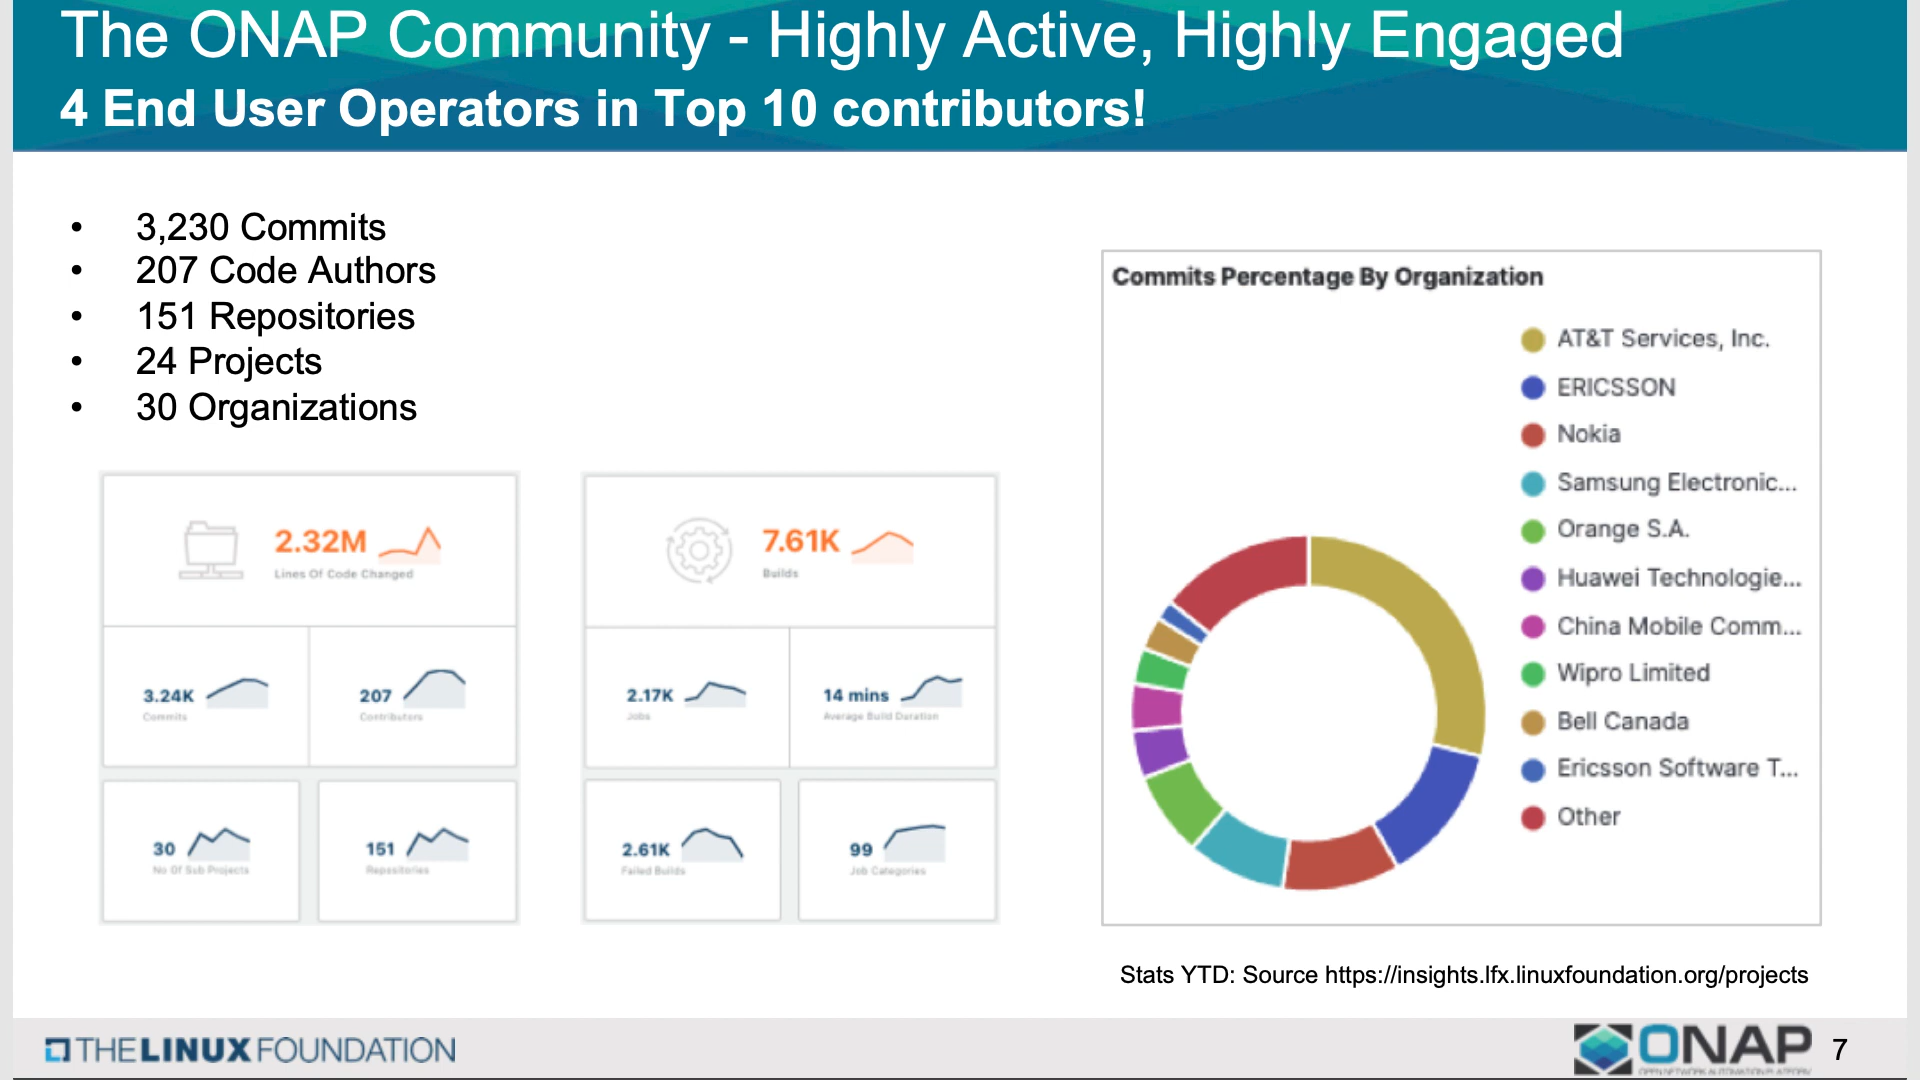 The ONAP Community - Highly Active, Highly Engaged
4 End User Operators in Top 10 contributors!
• 3,230 Commits
• 207 Code Authors
• 151 Repositories
• 24 Projects
• 30 Organizations
2.32M
Lines Of Code Changed
3.24K
Commits
207
Contributors
30
No Of Sub Projects
151
Repositories
7.61K
Builds
2.17K
Jobs
14 mins
Average Build Duration
2.61K
Failed Builds
99
Job Categories
Commits Percentage By Organization
AT&T Services, Inc.
ERICSSON
Nokia
Samsung Electronic...
Orange S.A.
Huawei Technologie...
China Mobile Comm...
Wipro Limited
Bell Canada
Ericsson Software T...
Other
Stats YTD: Source https://insights.lfx.linuxfoundation.org/projects
THE LINUX FOUNDATION
ONAP
OPEN NETWORK AUTOMATION PLATFORM
7